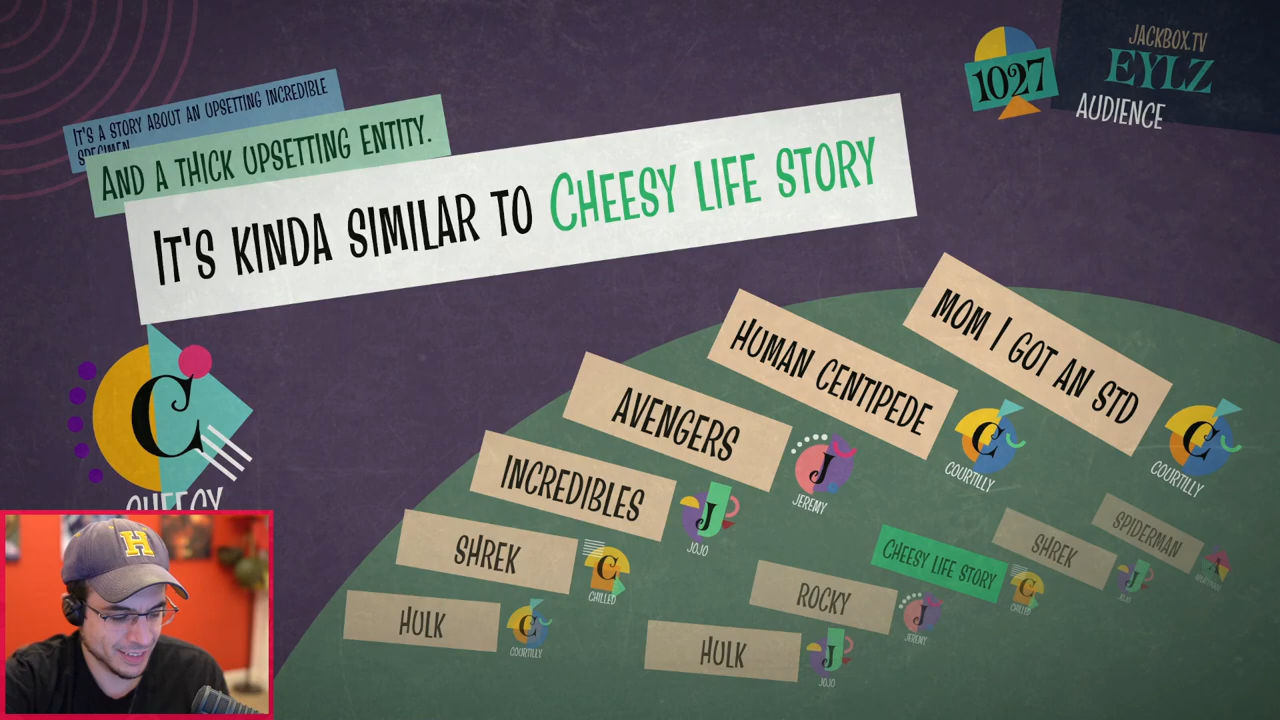 IT'S A STORY ABOUT AN UPSETTING INCREDIBLE
SPECIMEN
AND A THICK UPSETTING ENTITY.
IT'S KINDA SIMILAR TO CHEESY LIFE STORY
1027
JACKBOX.TV
EYLZ
AUDIENCE
C
CHEESY
H
MOM I GOT AN STD
C
COURTILLY
HUMAN CENTIPEDE
C
COURTILLY
AVENGERS
J
JEREMY
INCREDIBLES
J
JOJO
SHREK
C
CHILLED
HULK
C
COURTILLY
SPIDERMAN
SHREK
J
JOJO
CHEESY LIFE STORY
C
CHILLED
ROCKY
J
JEREMY
HULK
J
JOJO